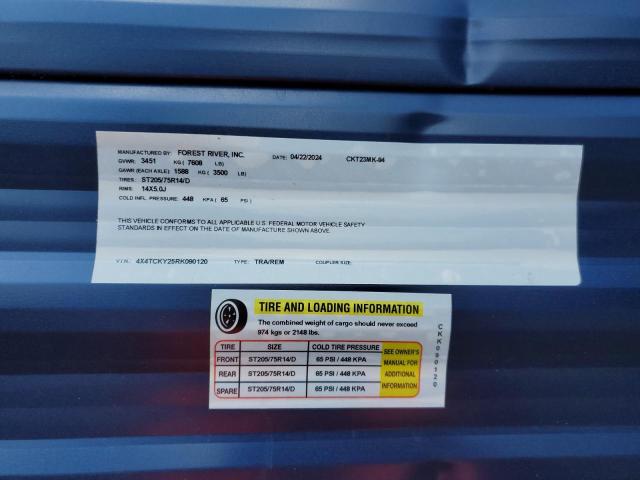 MANUFACTURED BY: FOREST RIVER, INC. DATE: 04/22/2024 CKT23MK-94
GVWR: 3451 KG ( 7608 LB)
GAWR (EACH AXLE): 1588 KG ( 3500 LB)
TIRES: ST205/75R14/D
RIMS: 14X5.0J
COLD INFL. PRESSURE: 448 KPA ( 65 PSI )
THIS VEHICLE CONFORMS TO ALL APPLICABLE U.S. FEDERAL MOTOR VEHICLE SAFETY
STANDARDS IN EFFECT ON THE DATE OF MANUFACTURE SHOWN ABOVE.
V.I.N.: 4X4TCKY25RK090120 TYPE: TRA/REM COUPLER SIZE:
TIRE AND LOADING INFORMATION
The combined weight of cargo should never exceed
974 kgs or 2148 lbs.
TIRE SIZE COLD TIRE PRESSURE
FRONT ST205/75R14/D 65 PSI / 448 KPA
REAR ST205/75R14/D 65 PSI / 448 KPA
SPARE ST205/75R14/D 65 PSI / 448 KPA
SEE OWNER'S
MANUAL FOR
ADDITIONAL
INFORMATION
CKK090120